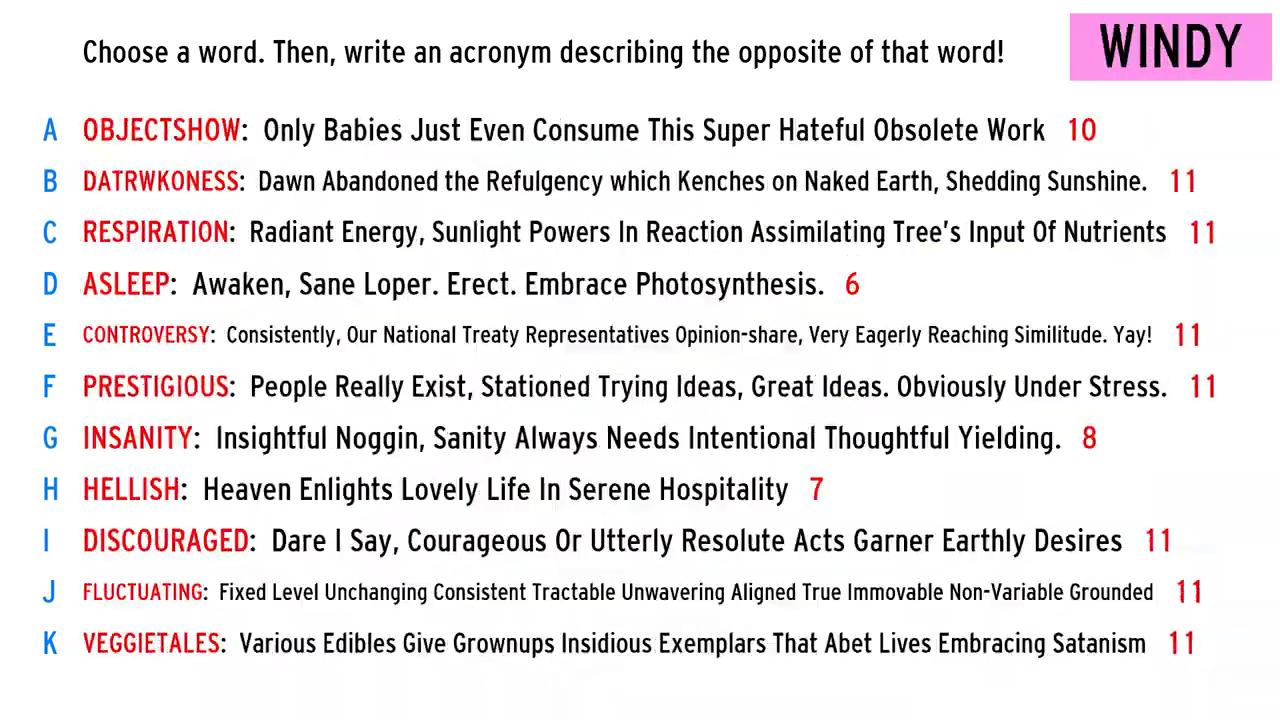 Choose a word. Then, write an acronym describing the opposite of that word!
WINDY
A OBJECTSHOW: Only Babies Just Even Consume This Super Hateful Obsolete Work 10
B DATRWKONESS: Dawn Abandoned the Refulgency which Kenches on Naked Earth, Shedding Sunshine. 11
C RESPIRATION: Radiant Energy, Sunlight Powers In Reaction Assimilating Tree's Input Of Nutrients 11
D ASLEEP: Awaken, Sane Loper. Erect. Embrace Photosynthesis. 6
E CONTROVERSY: Consistently, Our National Treaty Representatives Opinion-share, Very Eagerly Reaching Similitude. Yay! 11
F PRESTIGIOUS: People Really Exist, Stationed Trying Ideas, Great Ideas. Obviously Under Stress. 11
G INSANITY: Insightful Noggin, Sanity Always Needs Intentional Thoughtful Yielding. 8
H HELLISH: Heaven Enlights Lovely Life In Serene Hospitality 7
I DISCOURAGED: Dare I Say, Courageous Or Utterly Resolute Acts Garner Earthly Desires 11
J FLUCTUATING: Fixed Level Unchanging Consistent Tractable Unwavering Aligned True Immovable Non-Variable Grounded 11
K VEGGIETALES: Various Edibles Give Grownups Insidious Exemplars That Abet Lives Embracing Satanism 11